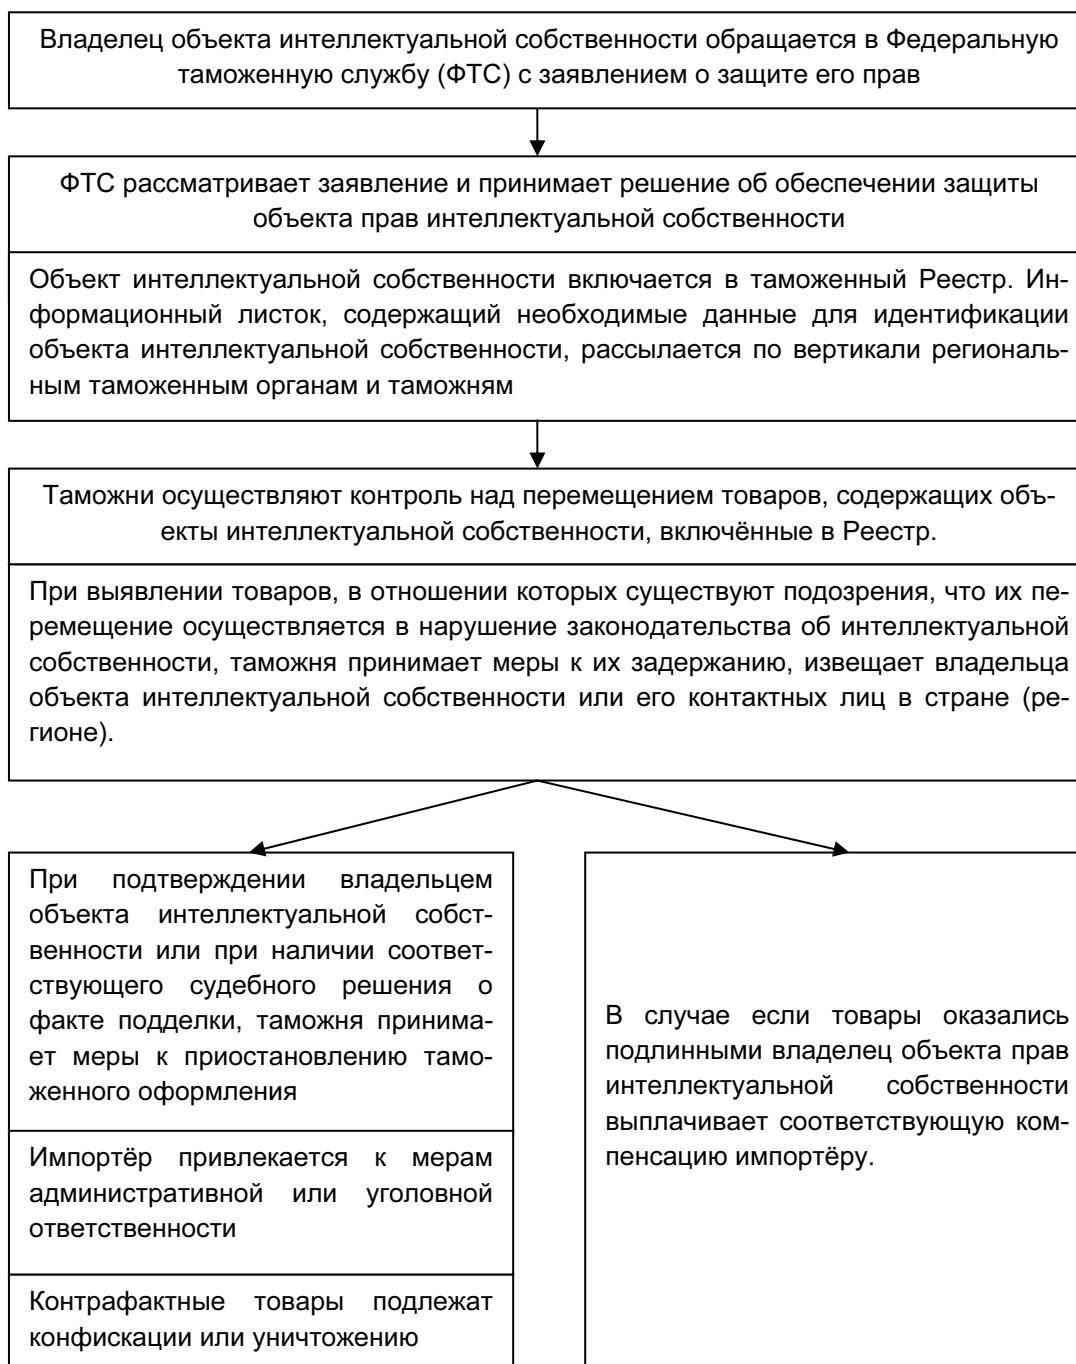 Владелец объекта интеллектуальной собственности обращается в Федеральную
таможенную службу (ФТС) с заявлением о защите его прав
ФТС рассматривает заявление и принимает решение об обеспечении защиты
объекта прав интеллектуальной собственности
Объект интеллектуальной собственности включается в таможенный Реестр. Ин-
формационный листок, содержащий необходимые данные для идентификации
объекта интеллектуальной собственности, рассылается по вертикали региональ-
ным таможенным органам и таможням
Таможни осуществляют контроль над перемещением товаров, содержащих объ-
екты интеллектуальной собственности, включённые в Реестр.
При выявлении товаров, в отношении которых существуют подозрения, что их пе-
ремещение осуществляется в нарушение законодательства об интеллектуальной
собственности, таможня принимает меры к их задержанию, извещает владельца
объекта интеллектуальной собственности или его контактных лиц в стране (ре-
гионе).
При подтверждении владельцем
объекта интеллектуальной собст-
венности или при наличии соответ-
ствующего судебного решения о
факте подделки, таможня принима-
ет меры к приостановлению тамо-
женного оформления
Импортёр привлекается к мерам
административной или уголовной
ответственности
Контрафактные товары подлежат
конфискации или уничтожению
В случае если товары оказались
подлинными владелец объекта прав
интеллектуальной собственности
выплачивает соответствующую ком-
пенсацию импортёру.